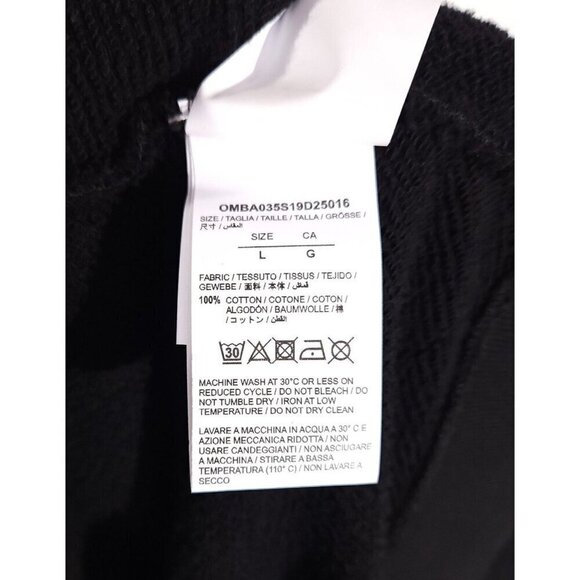 OMBA035S19D25016
SIZE / TAGLIA / TAILLE / TALLA / GRÖSSE /
尺寸 / المقاس
SIZE CA
L G
FABRIC / TESSUTO / TISSUS / TEJIDO /
GEWEBE / 面料 / 本体 / قماش
100% COTTON / COTONE / COTON /
ALGODÓN / BAUMWOLLE / 棉
/ コットン / القطن
30
MACHINE WASH AT 30°C OR LESS ON
REDUCED CYCLE / DO NOT BLEACH / DO
NOT TUMBLE DRY / IRON AT LOW
TEMPERATURE / DO NOT DRY CLEAN
LAVARE A MACCHINA IN ACQUA A 30° C E
AZIONE MECCANICA RIDOTTA / NON
USARE CANDEGGIANTI / NON ASCIUGARE
A MACCHINA / STIRARE A BASSA
TEMPERATURA (110° C) / NON LAVARE A
SECCO